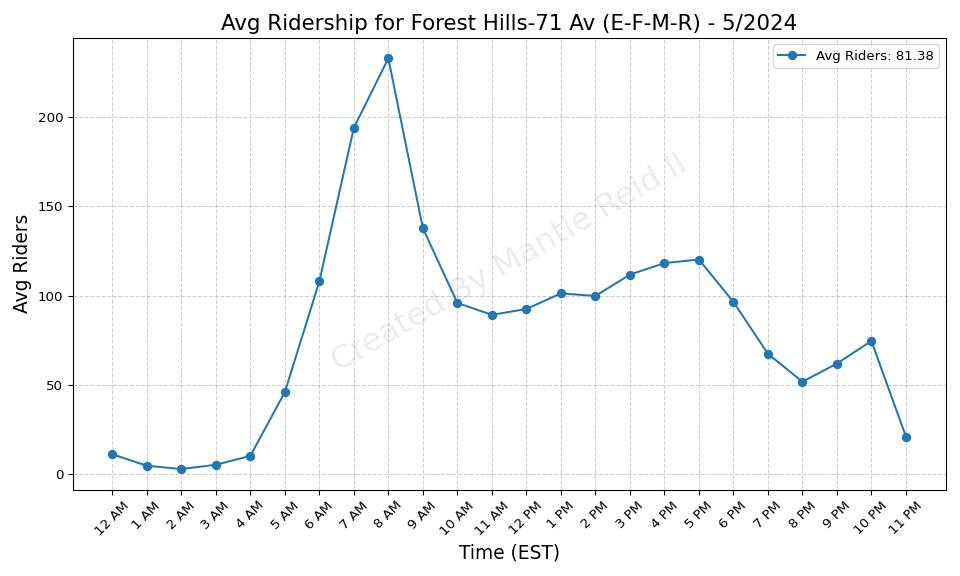 Avg Ridership for Forest Hills-71 Av (E-F-M-R) - 5/2024
Avg Riders: 81.38
Avg Riders
200
150
100
50
0
Created By Mantie Reid II
12 AM
1 AM
2 AM
3 AM
4 AM
5 AM
6 AM
7 AM
8 AM
9 AM
10 AM
11 AM
12 PM
1 PM
2 PM
3 PM
4 PM
5 PM
6 PM
7 PM
8 PM
9 PM
10 PM
11 PM
Time (EST)